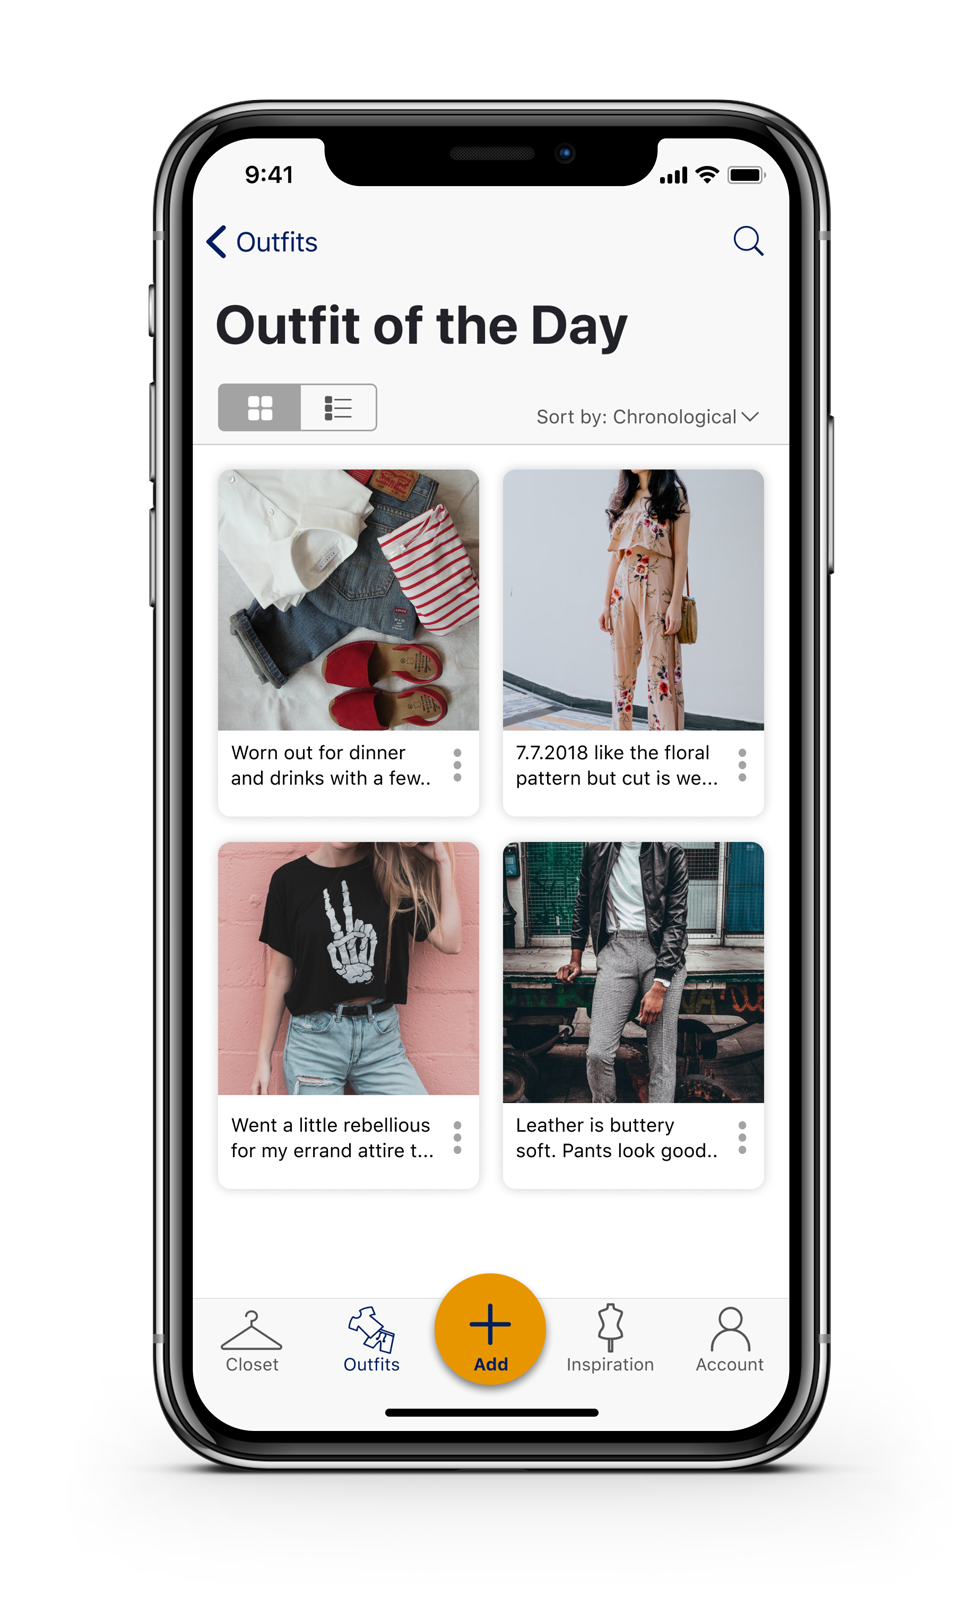 9:41
Outfits
Outfit of the Day
Sort by: Chronological
Worn out for dinner
and drinks with a few..
7.7.2018 like the floral
pattern but cut is we...
Went a little rebellious
for my errand attire t...
Leather is buttery
soft. Pants look good..
Closet
Outfits
Add
Inspiration
Account